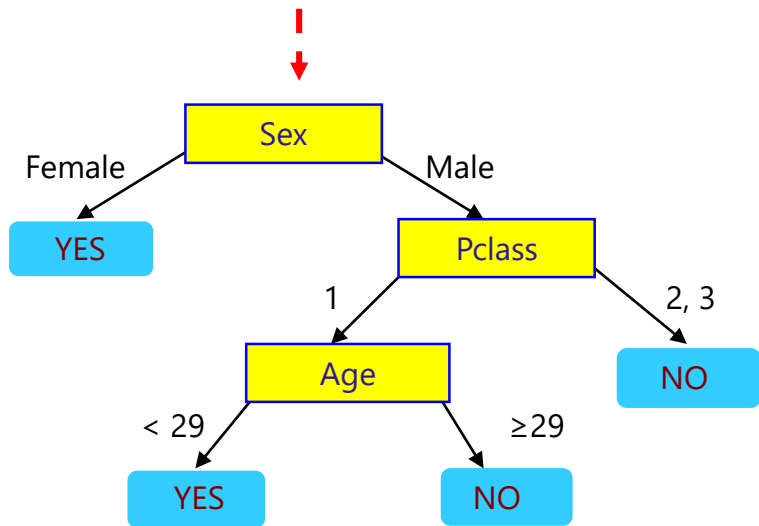 Sex
Female
Male
YES
Pclass
1
2, 3
Age
NO
< 29
≥29
YES
NO